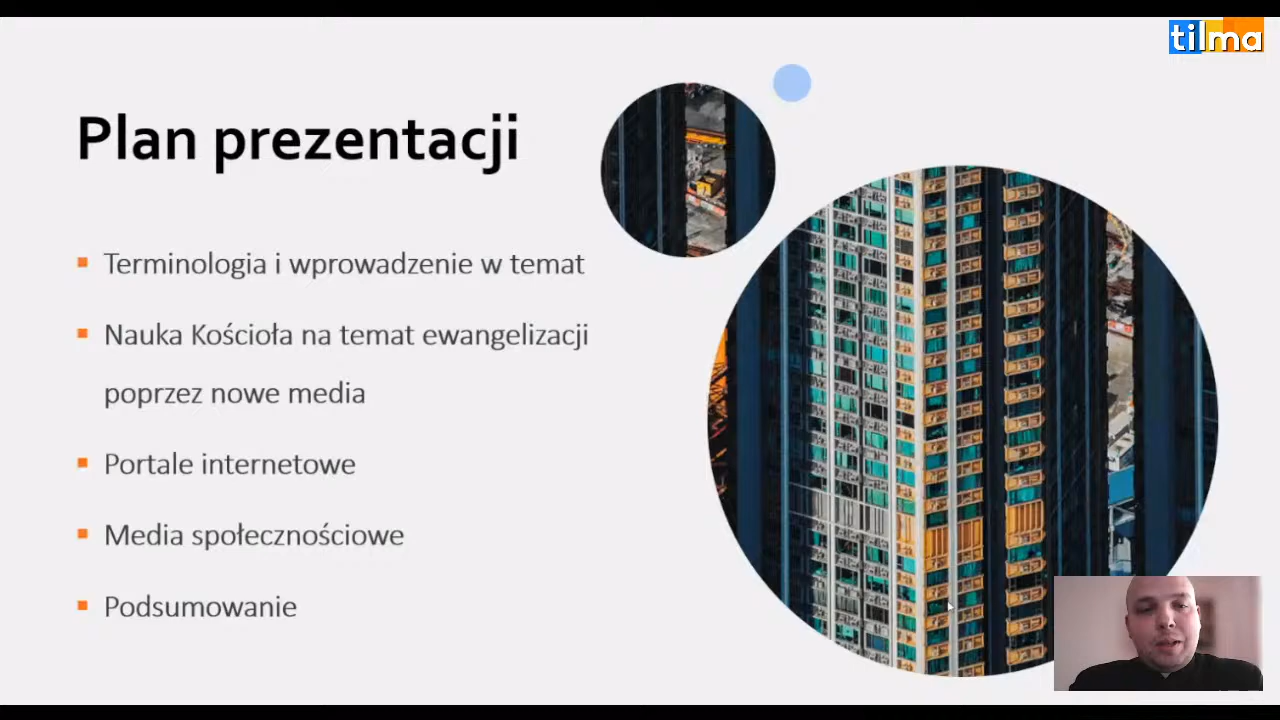 tilma
Plan prezentacji
Terminologia i wprowadzenie w temat
Nauka Kościoła na temat ewangelizacji
poprzez nowe media
Portale internetowe
Media społecznościowe
Podsumowanie